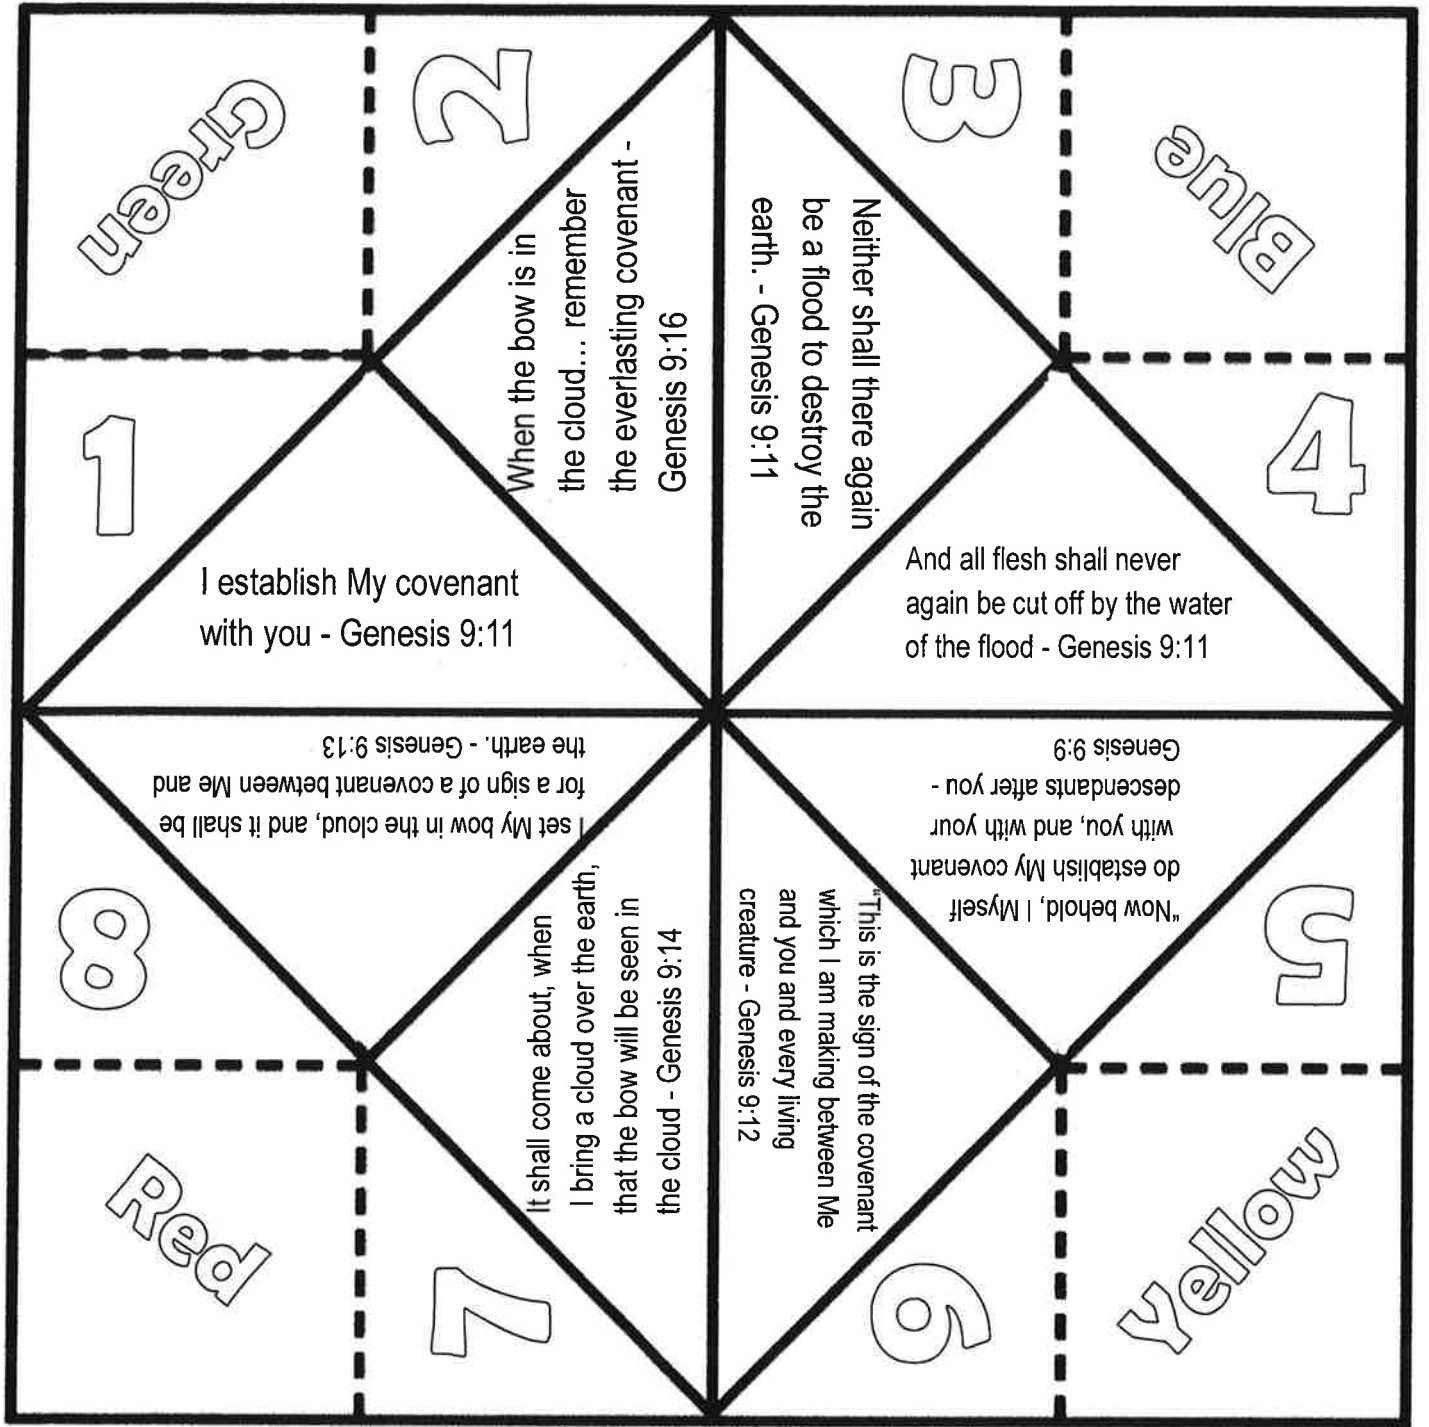 Green
2
3
Blue
1
When the bow is in
the cloud... remember
the everlasting covenant -
Genesis 9:16
Neither shall there again
be a flood to destroy the
earth. - Genesis 9:11
4
I establish My covenant
with you - Genesis 9:11
And all flesh shall never
again be cut off by the water
of the flood - Genesis 9:11
I set My bow in the cloud, and it shall be
for a sign of a covenant between Me and
the earth. - Genesis 9:13
"Now behold, I Myself
do establish My covenant
with you, and with your
descendants after you -
Genesis 9:9
8
It shall come about, when
I bring a cloud over the earth,
that the bow will be seen in
the cloud - Genesis 9:14
"This is the sign of the covenant
which I am making between Me
and you and every living
creature - Genesis 9:12
5
Red
7
6
Yellow